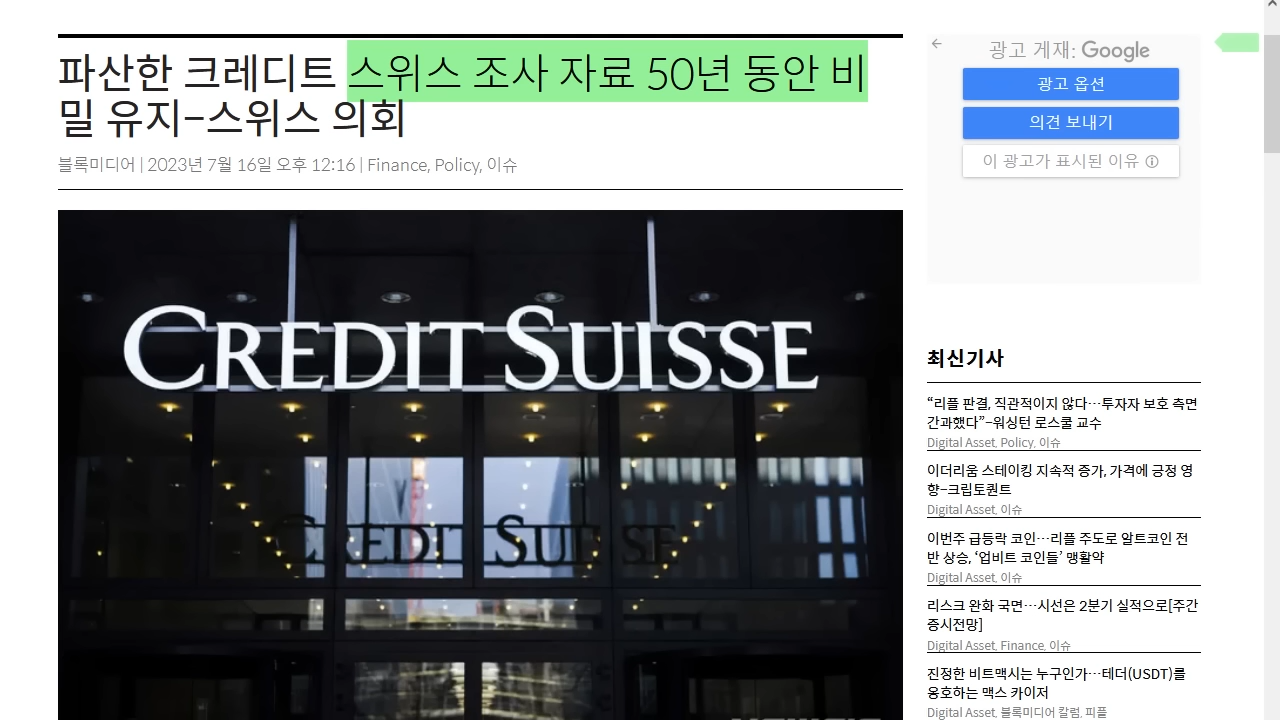 파산한 크레디트 스위스 조사 자료 50년 동안 비
밀 유지–스위스 의회
블록미디어 | 2023년 7월 16일 오후 12:16 | Finance, Policy, 이슈
CREDIT SUISSE
CREDIT SUISSE
광고 게재: Google
광고 옵션
의견 보내기
이 광고가 표시된 이유
최신기사
“리플 판결, 직관적이지 않다…투자자 보호 측면
간과했다”–워싱턴 로스쿨 교수
Digital Asset, Policy, 이슈
이더리움 스테이킹 지속적 증가, 가격에 긍정 영
향–크립토퀀트
Digital Asset, 이슈
이번주 급등락 코인…리플 주도로 알트코인 전
반 상승, ‘업비트 코인들’ 맹활약
Digital Asset, 이슈
리스크 완화 국면…시선은 2분기 실적으로[주간
증시전망]
Digital Asset, Finance, 이슈
진정한 비트맥시는 누구인가…테더(USDT)를
옹호하는 맥스 카이저
Digital Asset, 블록미디어 칼럼, 피플